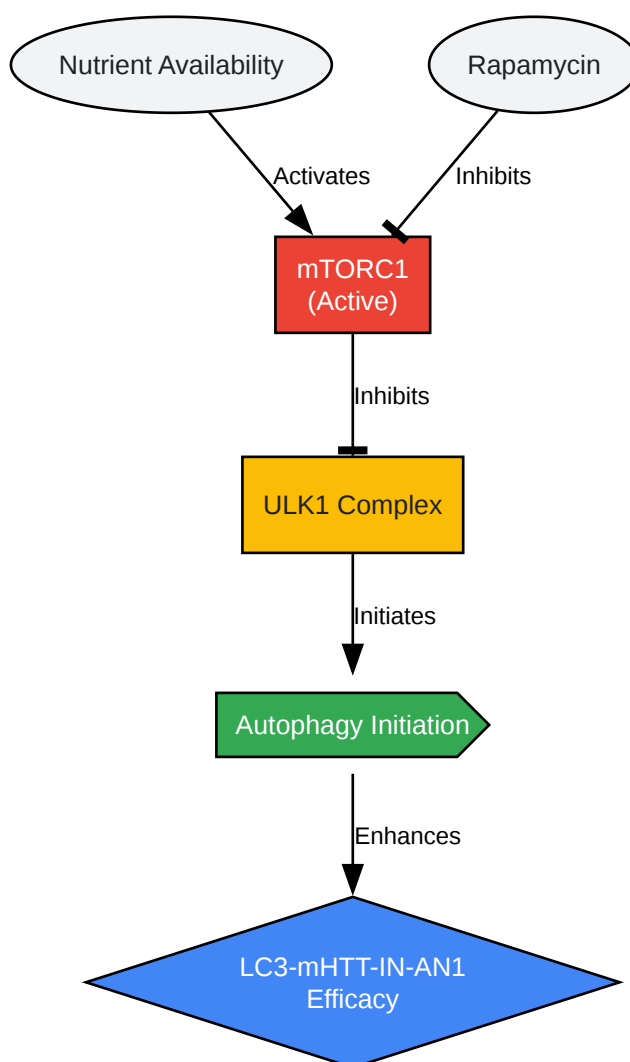 Nutrient Availability
Rapamycin
Activates
Inhibits
mTORC1
(Active)
Inhibits
ULK1 Complex
Initiates
Autophagy Initiation
Enhances
LC3-mHTT-IN-AN1
Efficacy